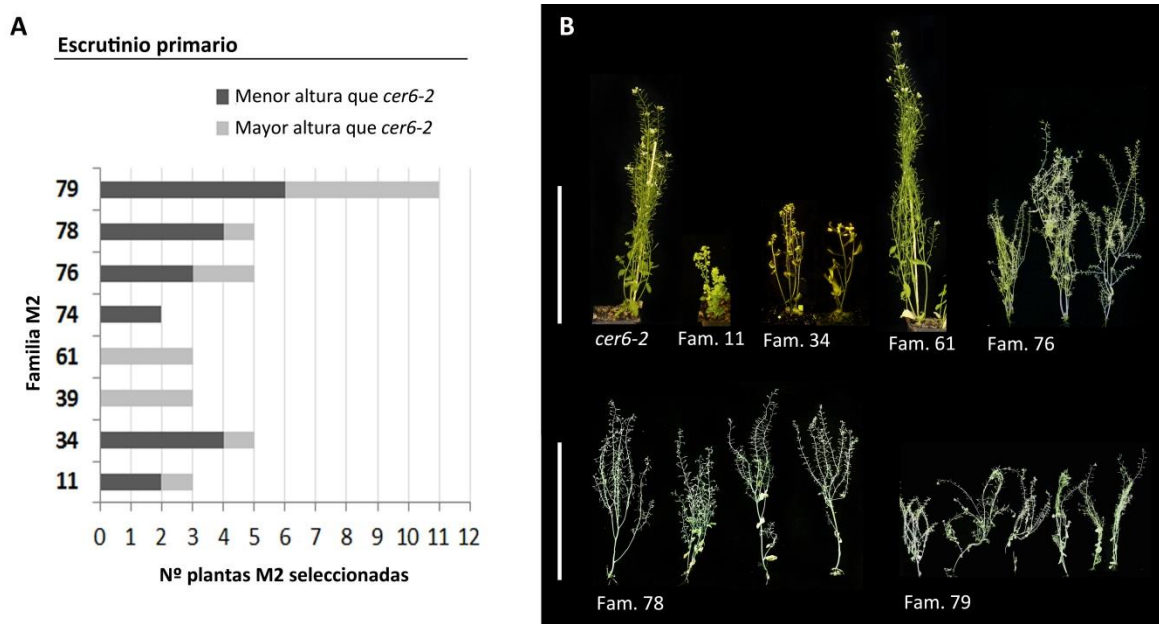 A
Escrutinio primario
Menor altura que cer6-2
Mayor altura que cer6-2
Familia M2
79
78
76
74
61
39
34
11
0 1 2 3 4 5 6 7 8 9 10 11 12
Nº plantas M2 seleccionadas
B
cer6-2 Fam. 11 Fam. 34 Fam. 61 Fam. 76
Fam. 78 Fam. 79